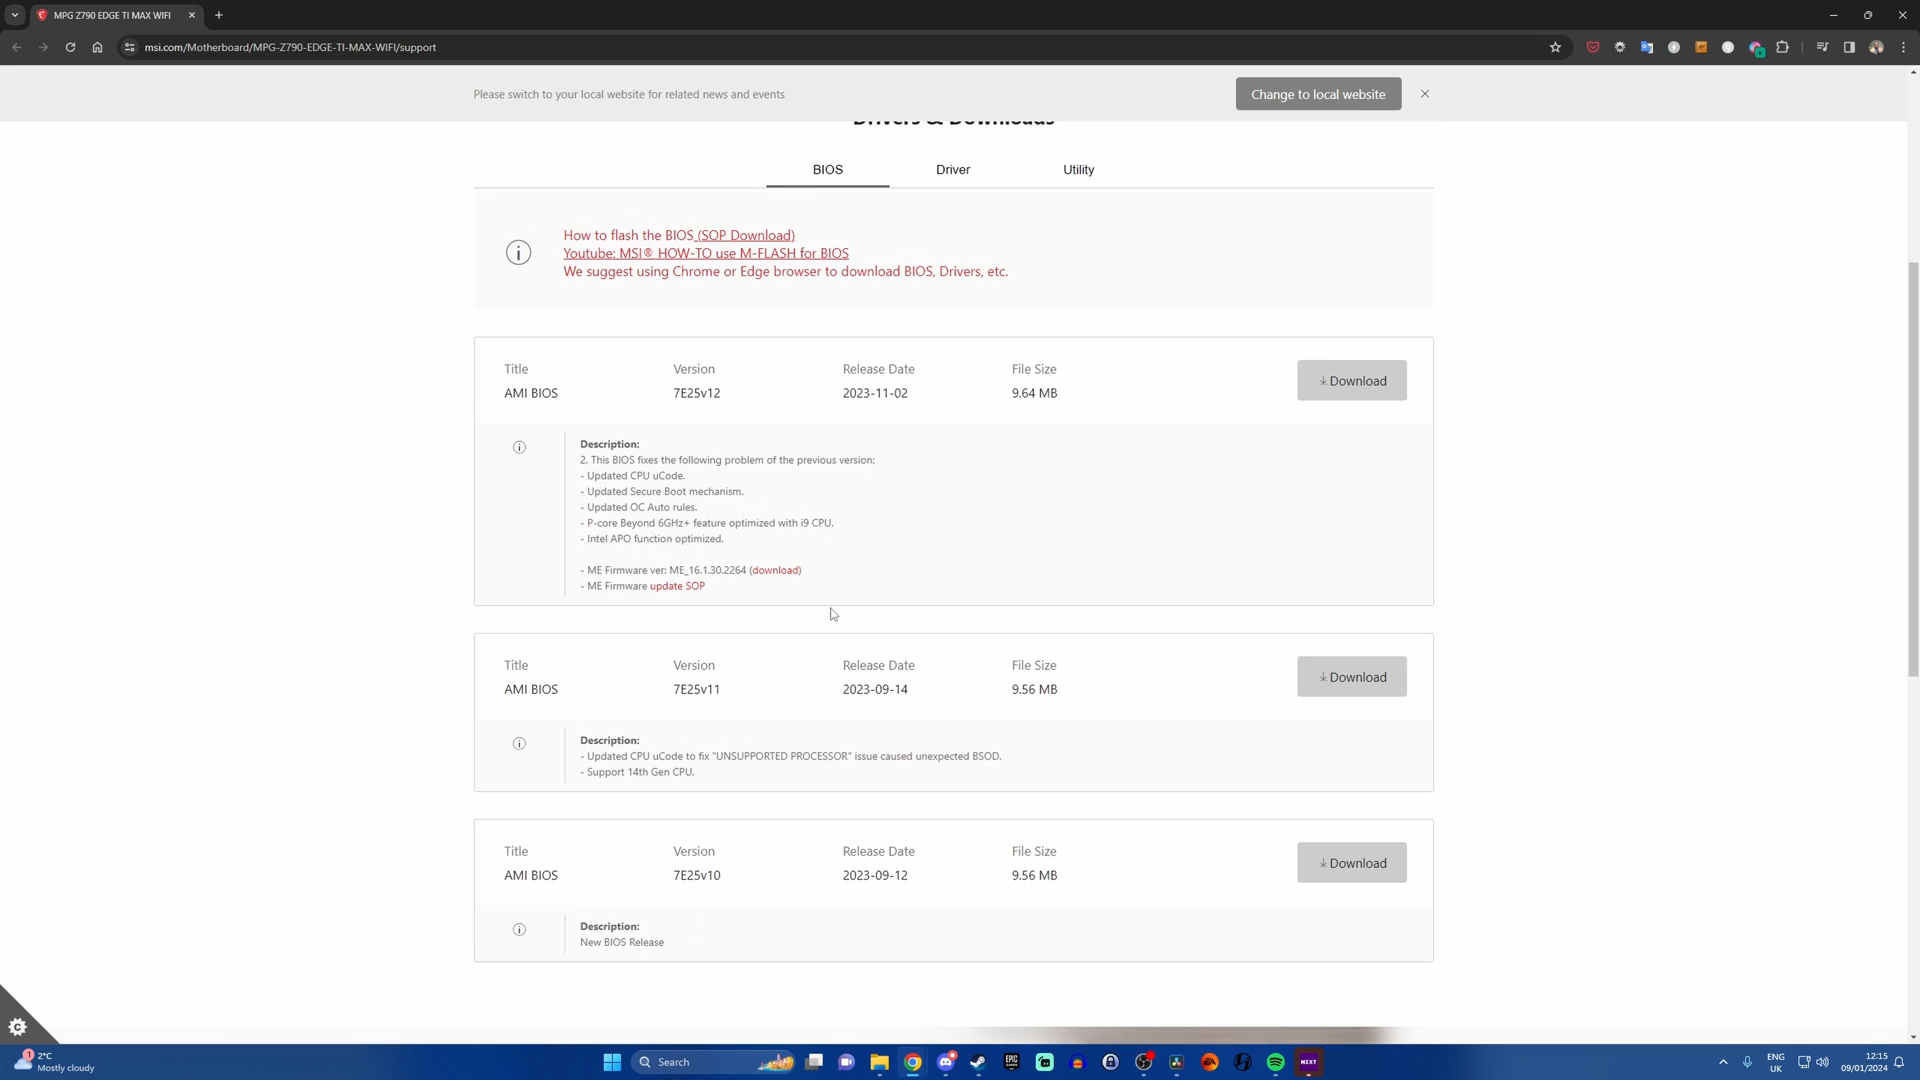 MPG Z790 EDGE TI MAX WIFI
msi.com/Motherboard/MPG-Z790-EDGE-TI-MAX-WIFI/support
Please switch to your local website for related news and events
Change to local website
Drivers & Downloads
BIOS Driver Utility
How to flash the BIOS (SOP Download)
Youtube: MSI® HOW-TO use M-FLASH for BIOS
We suggest using Chrome or Edge browser to download BIOS, Drivers, etc.
Title Version Release Date File Size
Download
AMI BIOS 7E25v12 2023-11-02 9.64 MB
Description:
2. This BIOS fixes the following problem of the previous version:
- Updated CPU uCode.
- Updated Secure Boot mechanism.
- Updated OC Auto rules.
- P-core Beyond 6GHz+ feature optimized with i9 CPU.
- Intel APO function optimized.
- ME Firmware ver: ME_16.1.30.2264 (download)
- ME Firmware update SOP
Title Version Release Date File Size
Download
AMI BIOS 7E25v11 2023-09-14 9.56 MB
Description:
- Updated CPU uCode to fix "UNSUPPORTED PROCESSOR" issue caused unexpected BSOD.
- Support 14th Gen CPU.
Title Version Release Date File Size
Download
AMI BIOS 7E25v10 2023-09-12 9.56 MB
Description:
New BIOS Release
1
2°C
Mostly cloudy
Search
EPIC
EA
NZXT
ENG
UK
12:15
09/01/2024